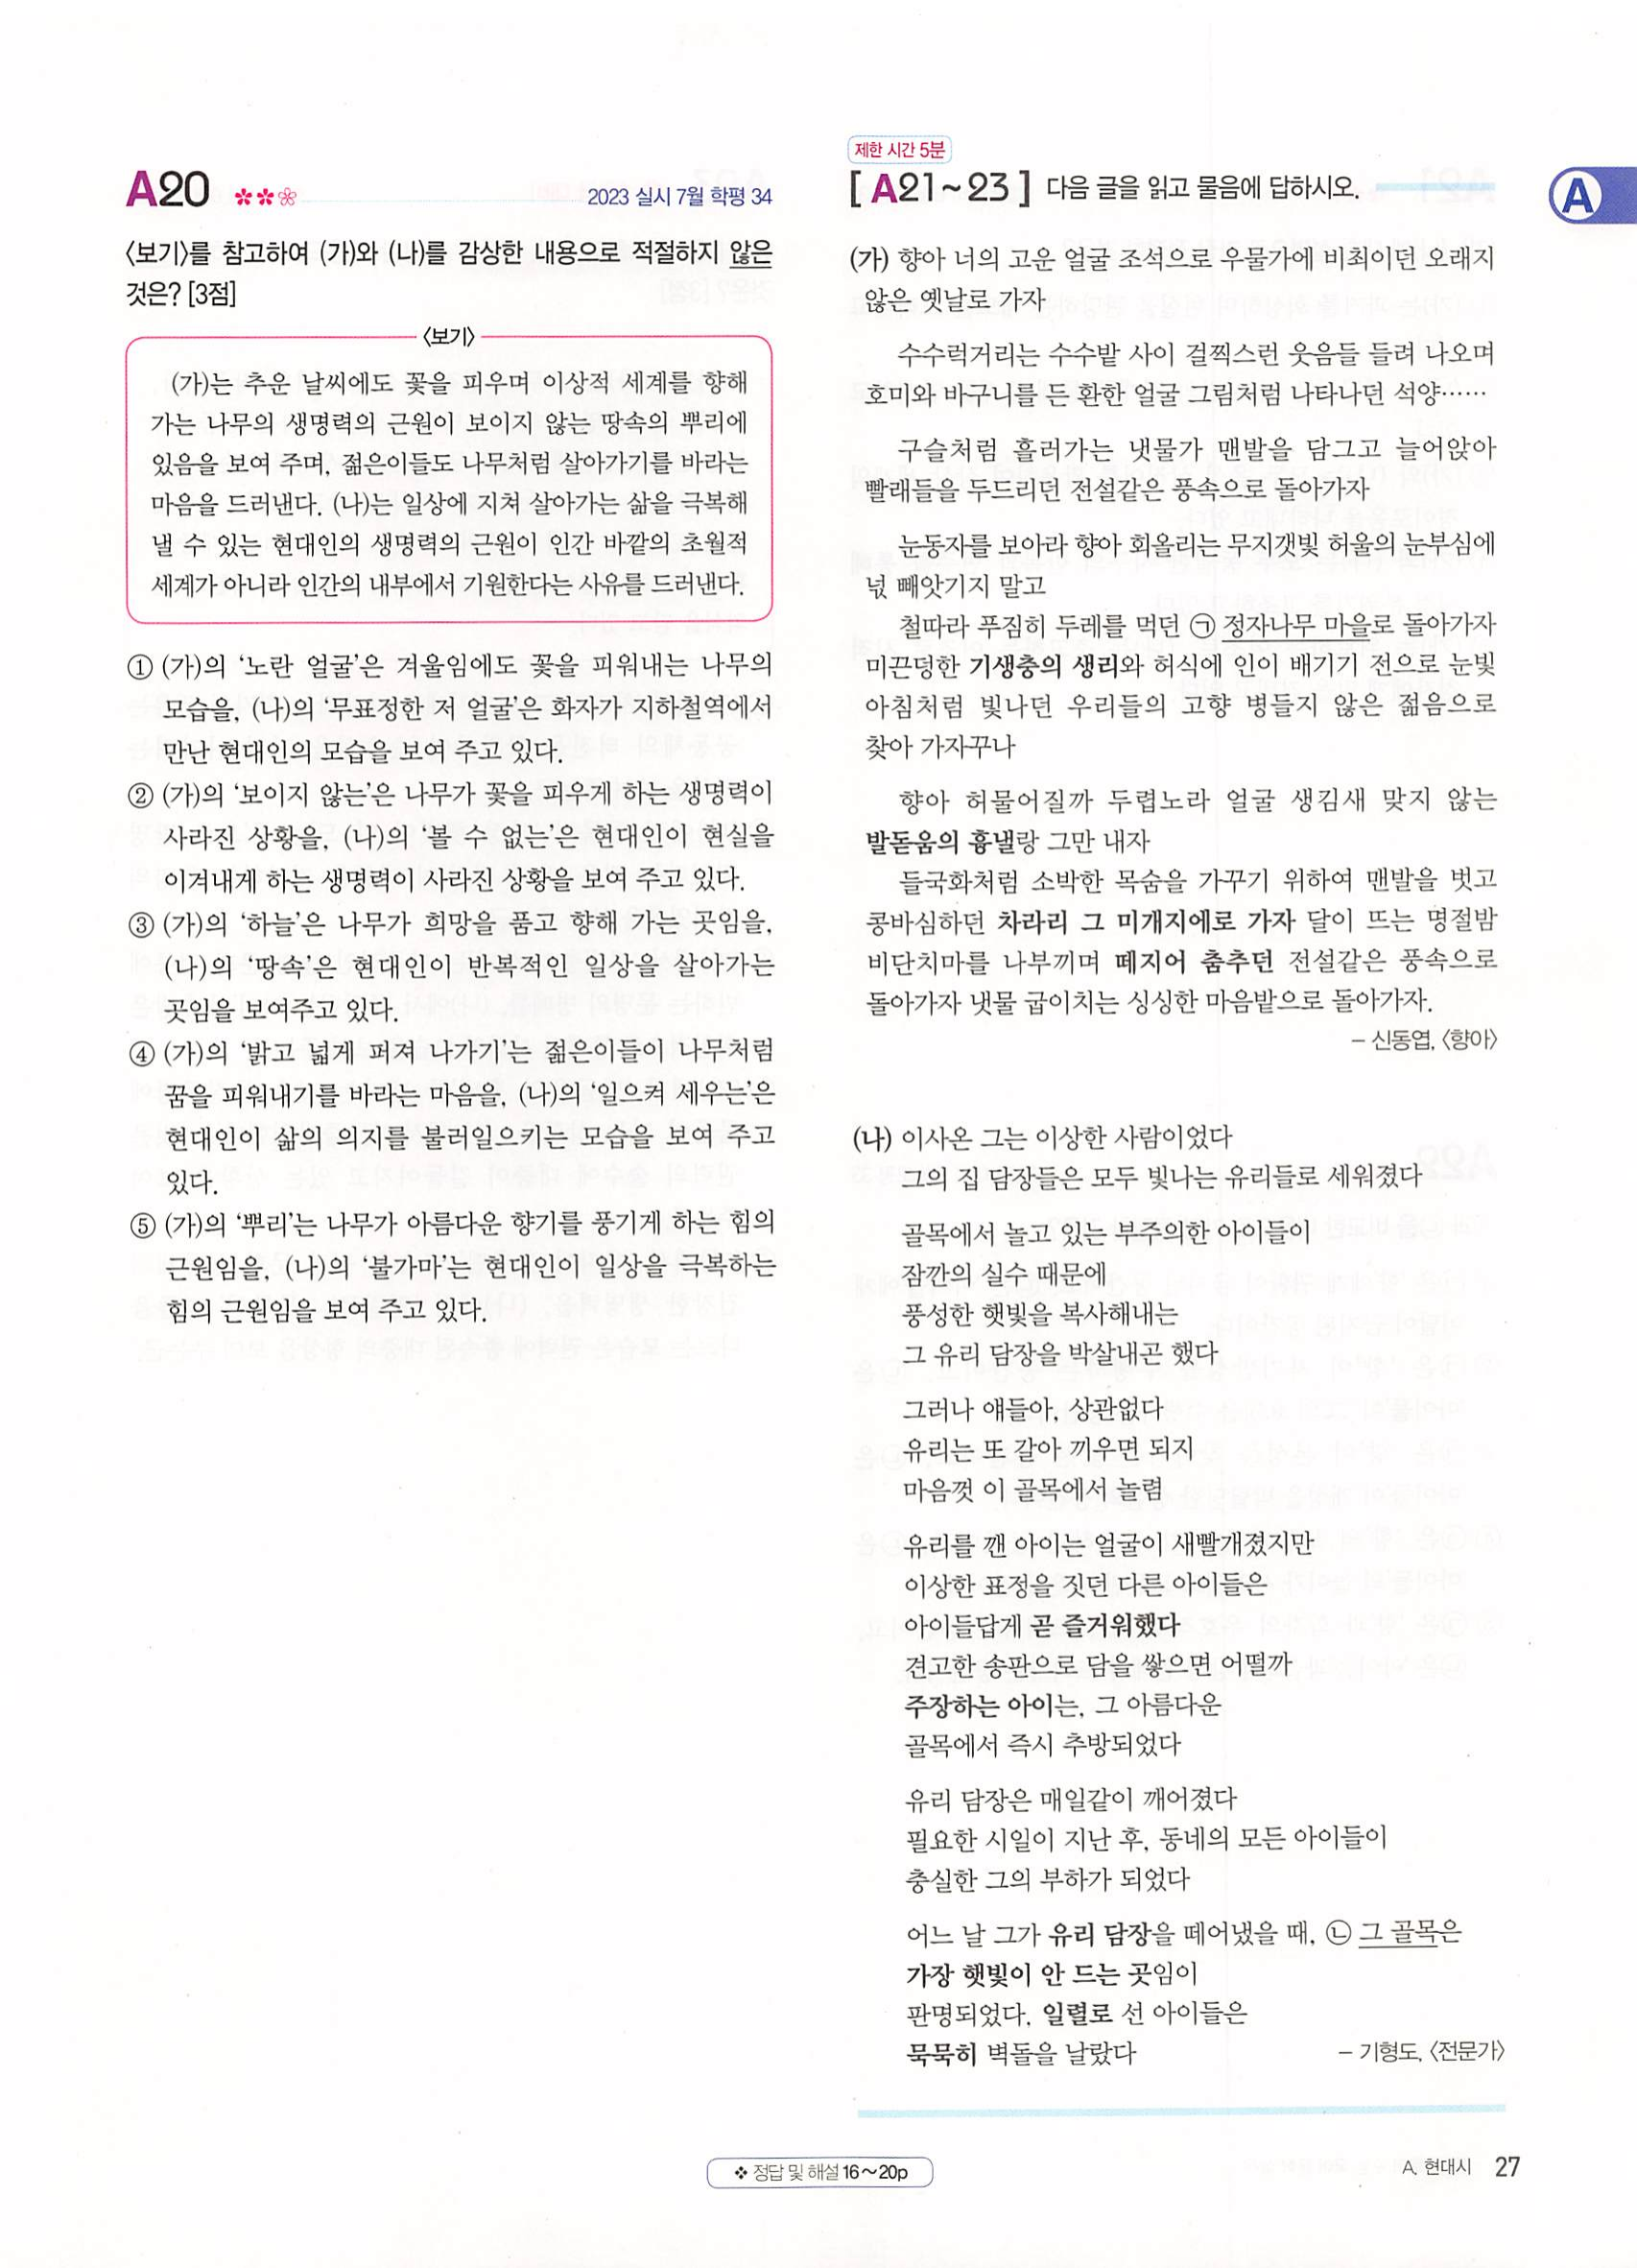 A20
2023 실시 7월 학평 34
〈보기〉를 참고하여 (가)와 (나)를 감상한 내용으로 적절하지 않은
것은? [3점]
〈보기〉
(가)는 추운 날씨에도 꽃을 피우며 이상적 세계를 향해
가는 나무의 생명력의 근원이 보이지 않는 땅속의 뿌리에
있음을 보여 주며, 젊은이들도 나무처럼 살아가기를 바라는
마음을 드러낸다. (나)는 일상에 지쳐 살아가는 삶을 극복해
낼 수 있는 현대인의 생명력의 근원이 인간 바깥의 초월적
세계가 아니라 인간의 내부에서 기원한다는 사유를 드러낸다.
① (가)의 ‘노란 얼굴’은 겨울임에도 꽃을 피워내는 나무의
모습을, (나)의 ‘무표정한 저 얼굴’은 화자가 지하철역에서
만난 현대인의 모습을 보여 주고 있다.
② (가)의 ‘보이지 않는’은 나무가 꽃을 피우게 하는 생명력이
사라진 상황을, (나)의 ‘볼 수 없는’은 현대인이 현실을
이겨내게 하는 생명력이 사라진 상황을 보여 주고 있다.
③ (가)의 ‘하늘’은 나무가 희망을 품고 향해 가는 곳임을,
(나)의 ‘땅속’은 현대인이 반복적인 일상을 살아가는
곳임을 보여주고 있다.
④ (가)의 ‘밝고 넓게 퍼져 나가기’는 젊은이들이 나무처럼
꿈을 피워내기를 바라는 마음을, (나)의 ‘일으켜 세우는’은
현대인이 삶의 의지를 불러일으키는 모습을 보여 주고
있다.
⑤ (가)의 ‘뿌리’는 나무가 아름다운 향기를 풍기게 하는 힘의
근원임을, (나)의 ‘불가마’는 현대인이 일상을 극복하는
힘의 근원임을 보여 주고 있다.
제한 시간 5분
[ A21~23 ] 다음 글을 읽고 물음에 답하시오.
A
(가) 향아 너의 고운 얼굴 조석으로 우물가에 비최이던 오래지
않은 옛날로 가자
수수럭거리는 수수밭 사이 걸찍스런 웃음들 들려 나오며
호미와 바구니를 든 환한 얼굴 그림처럼 나타나던 석양……
구슬처럼 흘러가는 냇물가 맨발을 담그고 늘어앉아
빨래들을 두드리던 전설같은 풍속으로 돌아가자
눈동자를 보아라 향아 회올리는 무지갯빛 허울의 눈부심에
넋 빼앗기지 말고
철따라 푸짐히 두레를 먹던 ㉠ 정자나무 마을로 돌아가자
미끈덩한 기생충의 생리와 허식에 인이 배기기 전으로 눈빛
아침처럼 빛나던 우리들의 고향 병들지 않은 젊음으로
찾아 가자꾸나
향아 허물어질까 두렵노라 얼굴 생김새 맞지 않는
발돋움의 흉낼랑 그만 내자
들국화처럼 소박한 목숨을 가꾸기 위하여 맨발을 벗고
콩바심하던 차라리 그 미개지에로 가자 달이 뜨는 명절밤
비단치마를 나부끼며 떼지어 춤추던 전설같은 풍속으로
돌아가자 냇물 굽이치는 싱싱한 마음밭으로 돌아가자.
– 신동엽, 〈향아〉
(나) 이사온 그는 이상한 사람이었다
그의 집 담장들은 모두 빛나는 유리들로 세워졌다
골목에서 놀고 있는 부주의한 아이들이
잠깐의 실수 때문에
풍성한 햇빛을 복사해내는
그 유리 담장을 박살내곤 했다
그러나 얘들아, 상관없다
유리는 또 갈아 끼우면 되지
마음껏 이 골목에서 놀렴
유리를 깬 아이는 얼굴이 새빨개졌지만
이상한 표정을 짓던 다른 아이들은
아이들답게 곧 즐거워했다
견고한 송판으로 담을 쌓으면 어떨까
주장하는 아이는, 그 아름다운
골목에서 즉시 추방되었다
유리 담장은 매일같이 깨어졌다
필요한 시일이 지난 후, 동네의 모든 아이들이
충실한 그의 부하가 되었다
어느 날 그가 유리 담장을 떼어냈을 때, ㉡ 그 골목은
가장 햇빛이 안 드는 곳임이
판명되었다, 일렬로 선 아이들은
묵묵히 벽돌을 날랐다
– 기형도, 〈전문가〉
❖ 정답 및 해설 16~20p
A. 현대시 27